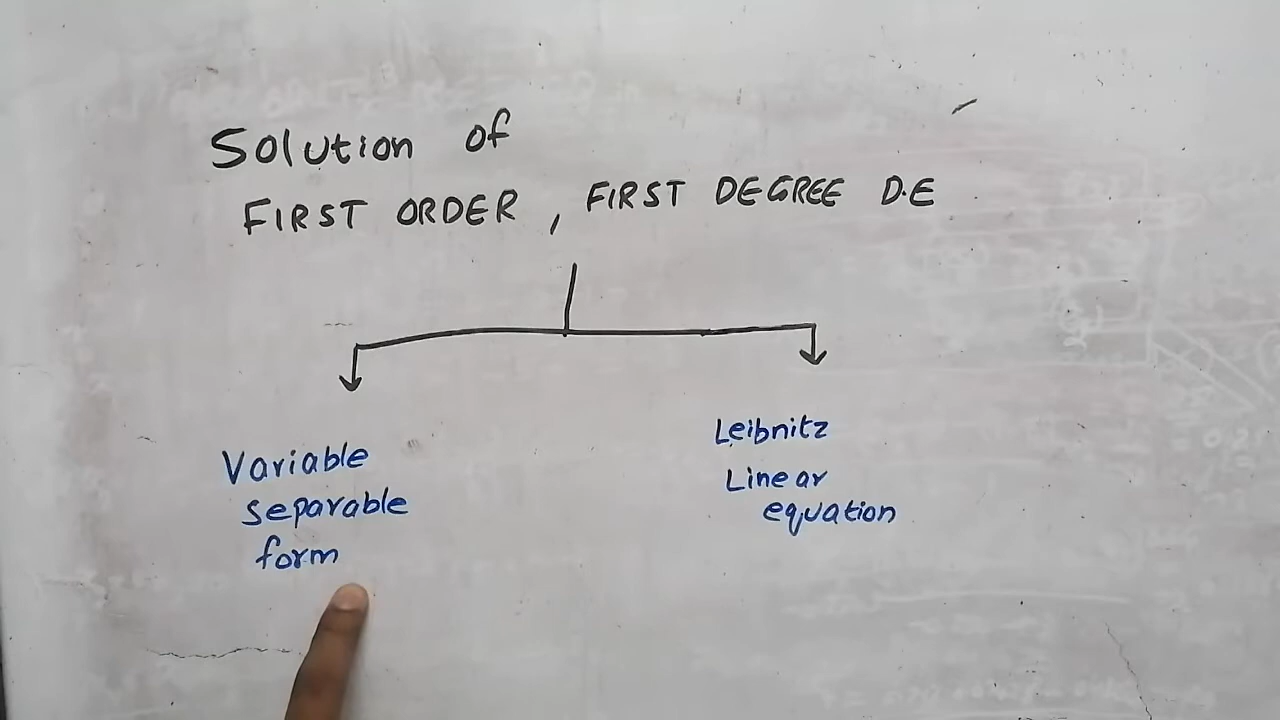 Solution of
FIRST ORDER, FIRST DEGREE D.E
Variable
separable
form
Leibnitz
Linear
equation